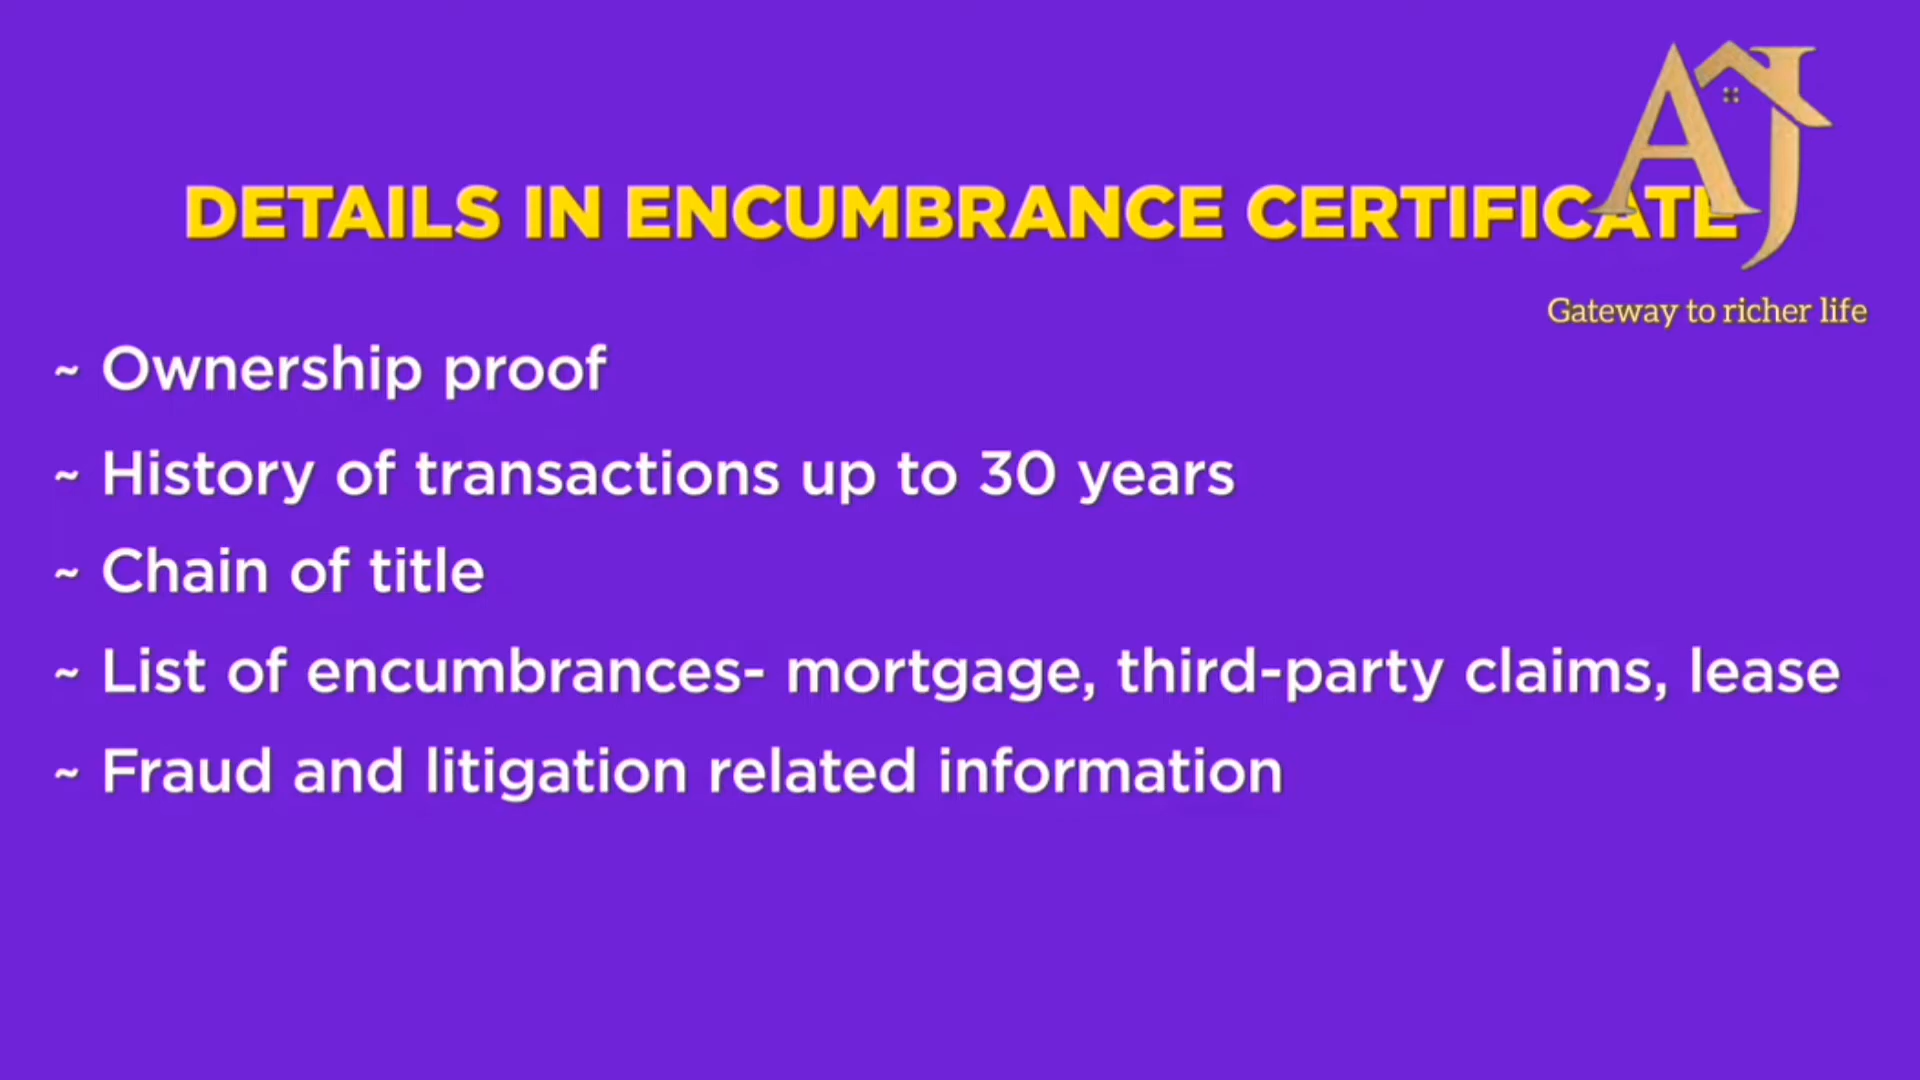 AJ
DETAILS IN ENCUMBRANCE CERTIFICATE
Gateway to richer life
~ Ownership proof
~ History of transactions up to 30 years
~ Chain of title
~ List of encumbrances- mortgage, third-party claims, lease
~ Fraud and litigation related information